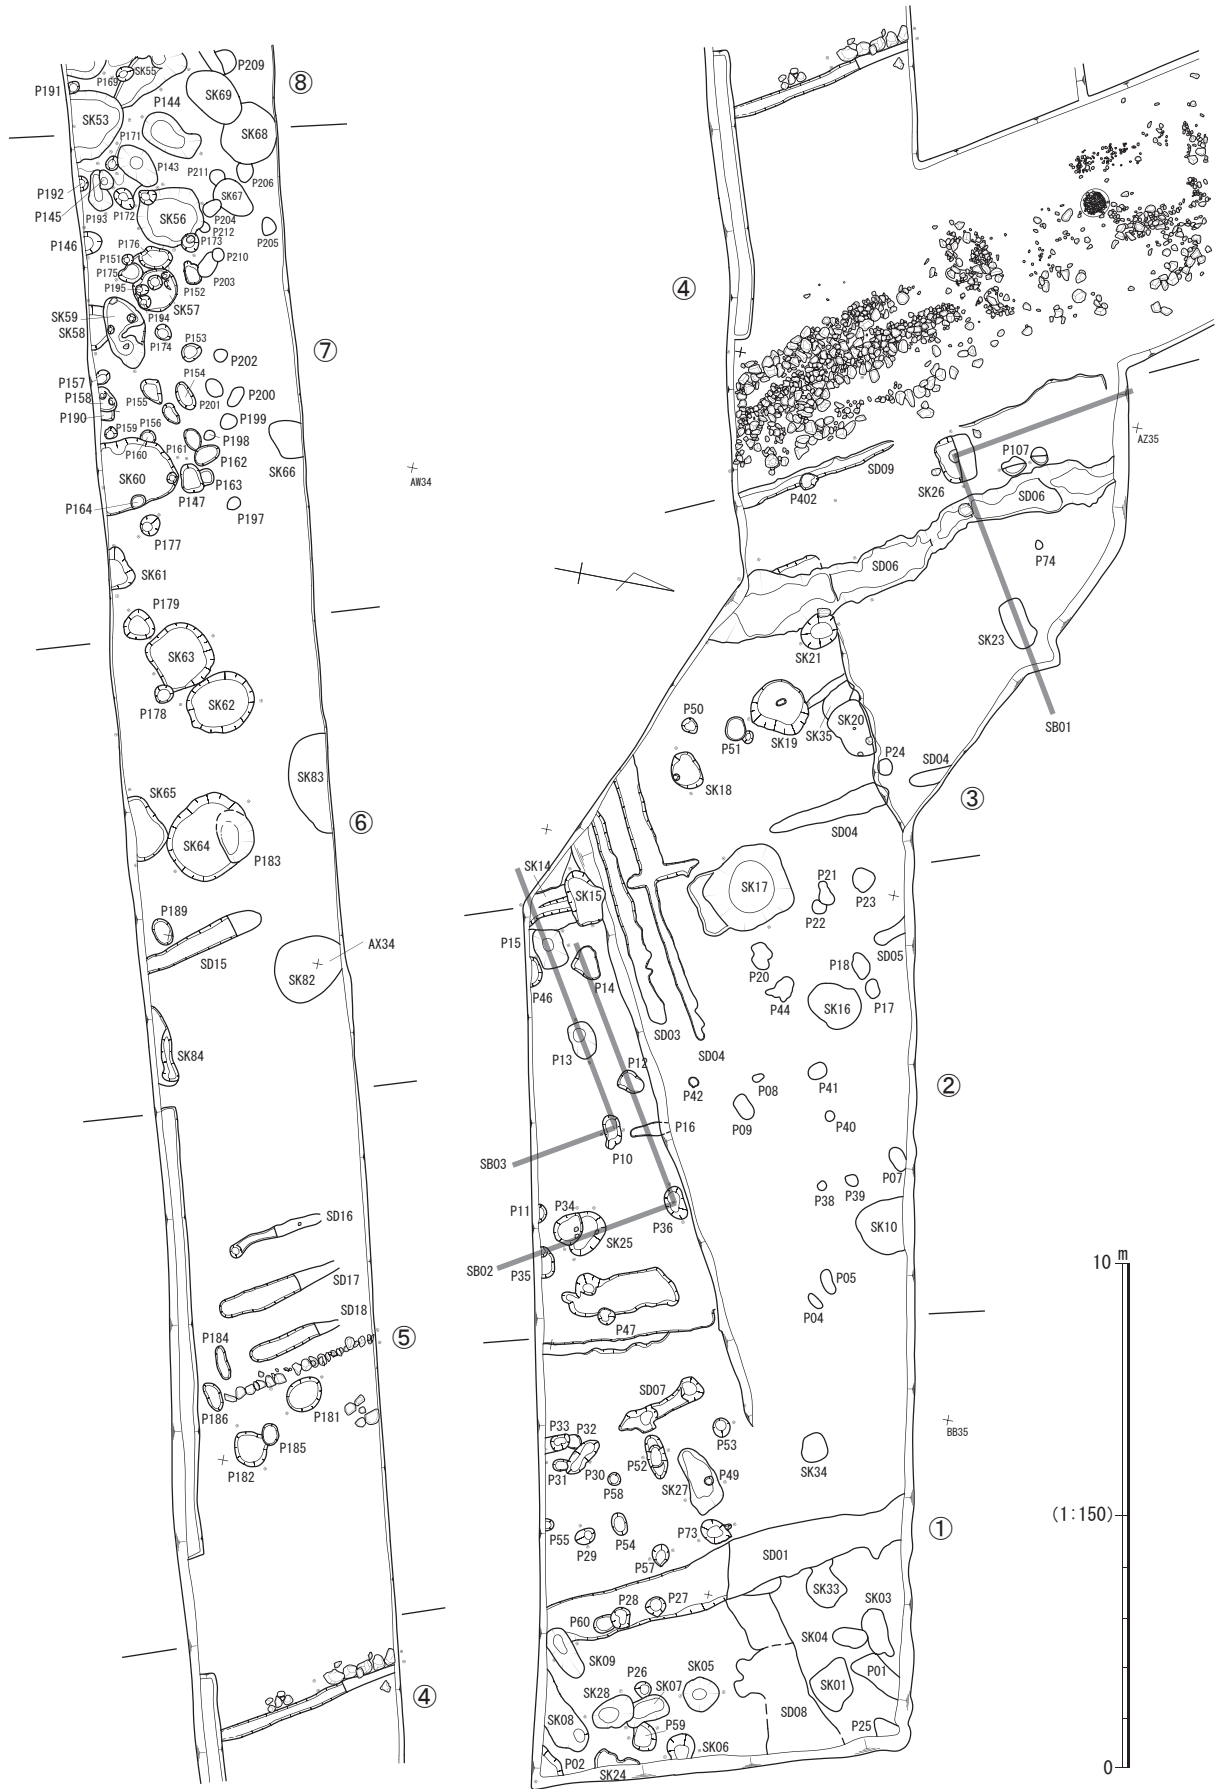 P209
P169
SK55
⑧
P191
SK69
P144
SK53
SK68
P171
P143
P211
P206
P192
SK67
P145
P193
P172
SK56
P204
P212
P205
P146
P173
P176
P151
P210
P175
P195
P152
P203
SK57
SK59
P194
SK58
P174
P153
⑦
P202
P157
P154
P158
P155
P201
P200
P190
P199
P159
P156
P198
P160
P161
P162
SK66
SK60
P163
P147
P164
P197
AW34
P177
SK61
P179
SK63
P178
SK62
SK83
SK65
SK64
P183
⑥
P189
SD15
AX34
SK82
SK84
SD16
SD17
SD18
P184
⑤
P186
P181
P185
P182
④
④
AZ35
SD09
P107
SK26
P402
SD06
SD06
P74
SK23
SK21
SB01
P50
P51
SK19
SK35
SK20
P24
SD04
SK18
③
SD04
SK14
SK15
SK17
P21
P23
P22
P15
P14
P20
P18
SD05
P46
P44
SK16
P17
SD03
P13
SD04
P12
P42
P08
P41
②
P09
P40
P16
P10
SB03
P07
P38
P39
P11
P34
P36
SK10
SK25
SB02
P35
P05
P04
P47
10 m
SD07
P33
P32
P53
BB35
P52
SK34
P31
P30
P58
SK27
P49
(1:150)
①
P55
P29
P54
P73
P57
SD01
SK33
P28
P27
SK03
P60
SK04
SK09
SK05
P01
P26
SK07
SK01
SK28
SK08
SD08
P59
P25
SK06
P02
SK24
0